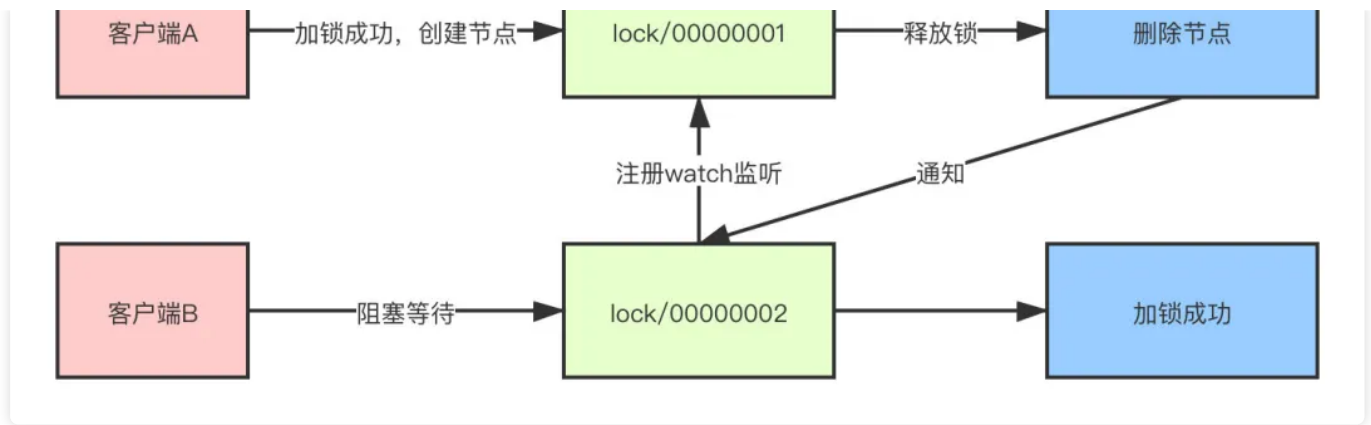 客户端A
加锁成功，创建节点
lock/00000001
释放锁
删除节点
注册watch监听
通知
客户端B
阻塞等待
lock/00000002
加锁成功